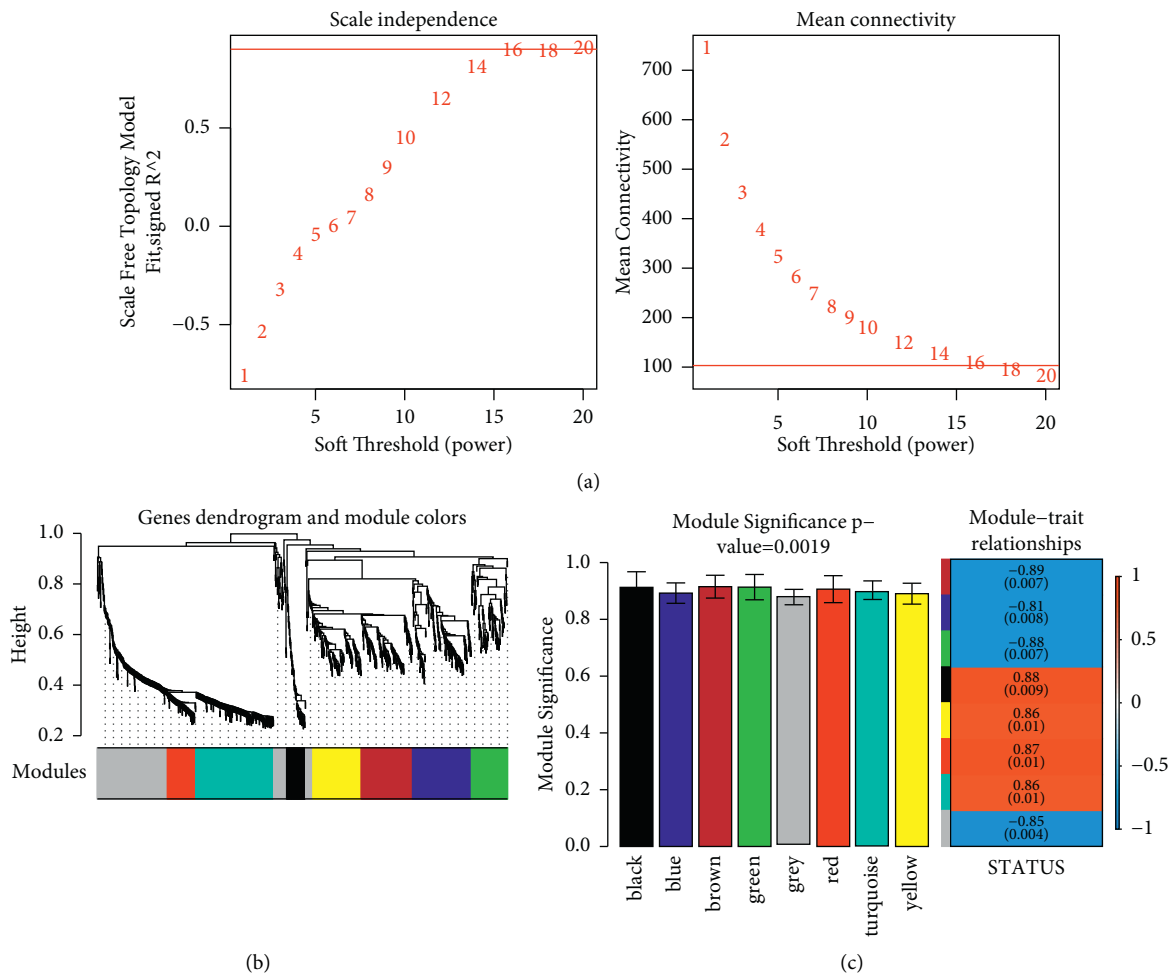 Scale independence
Scale Free Topology Model
Fit,signed R^2
0.5
0.0
−0.5
1
2
3
4
5
6
7
8
9
10
12
14
16
18
20
5
10
15
20
Soft Threshold (power)
Mean connectivity
Mean Connectivity
700
600
500
400
300
200
100
1
2
3
4
5
6
7
8
9
10
12
14
16
18
20
5
10
15
20
Soft Threshold (power)
(a)
Genes dendrogram and module colors
Height
1.0
0.8
0.6
0.4
0.2
Modules
(b)
Module Significance p−
value=0.0019
Module Significance
1.0
0.8
0.6
0.4
0.2
0.0
black
blue
brown
green
grey
red
turquoise
yellow
Module−trait
relationships
−0.89
(0.007)
−0.81
(0.008)
−0.88
(0.007)
0.88
(0.009)
0.86
(0.01)
0.87
(0.01)
0.86
(0.01)
−0.85
(0.004)
STATUS
1
0.5
0
−0.5
−1
(c)